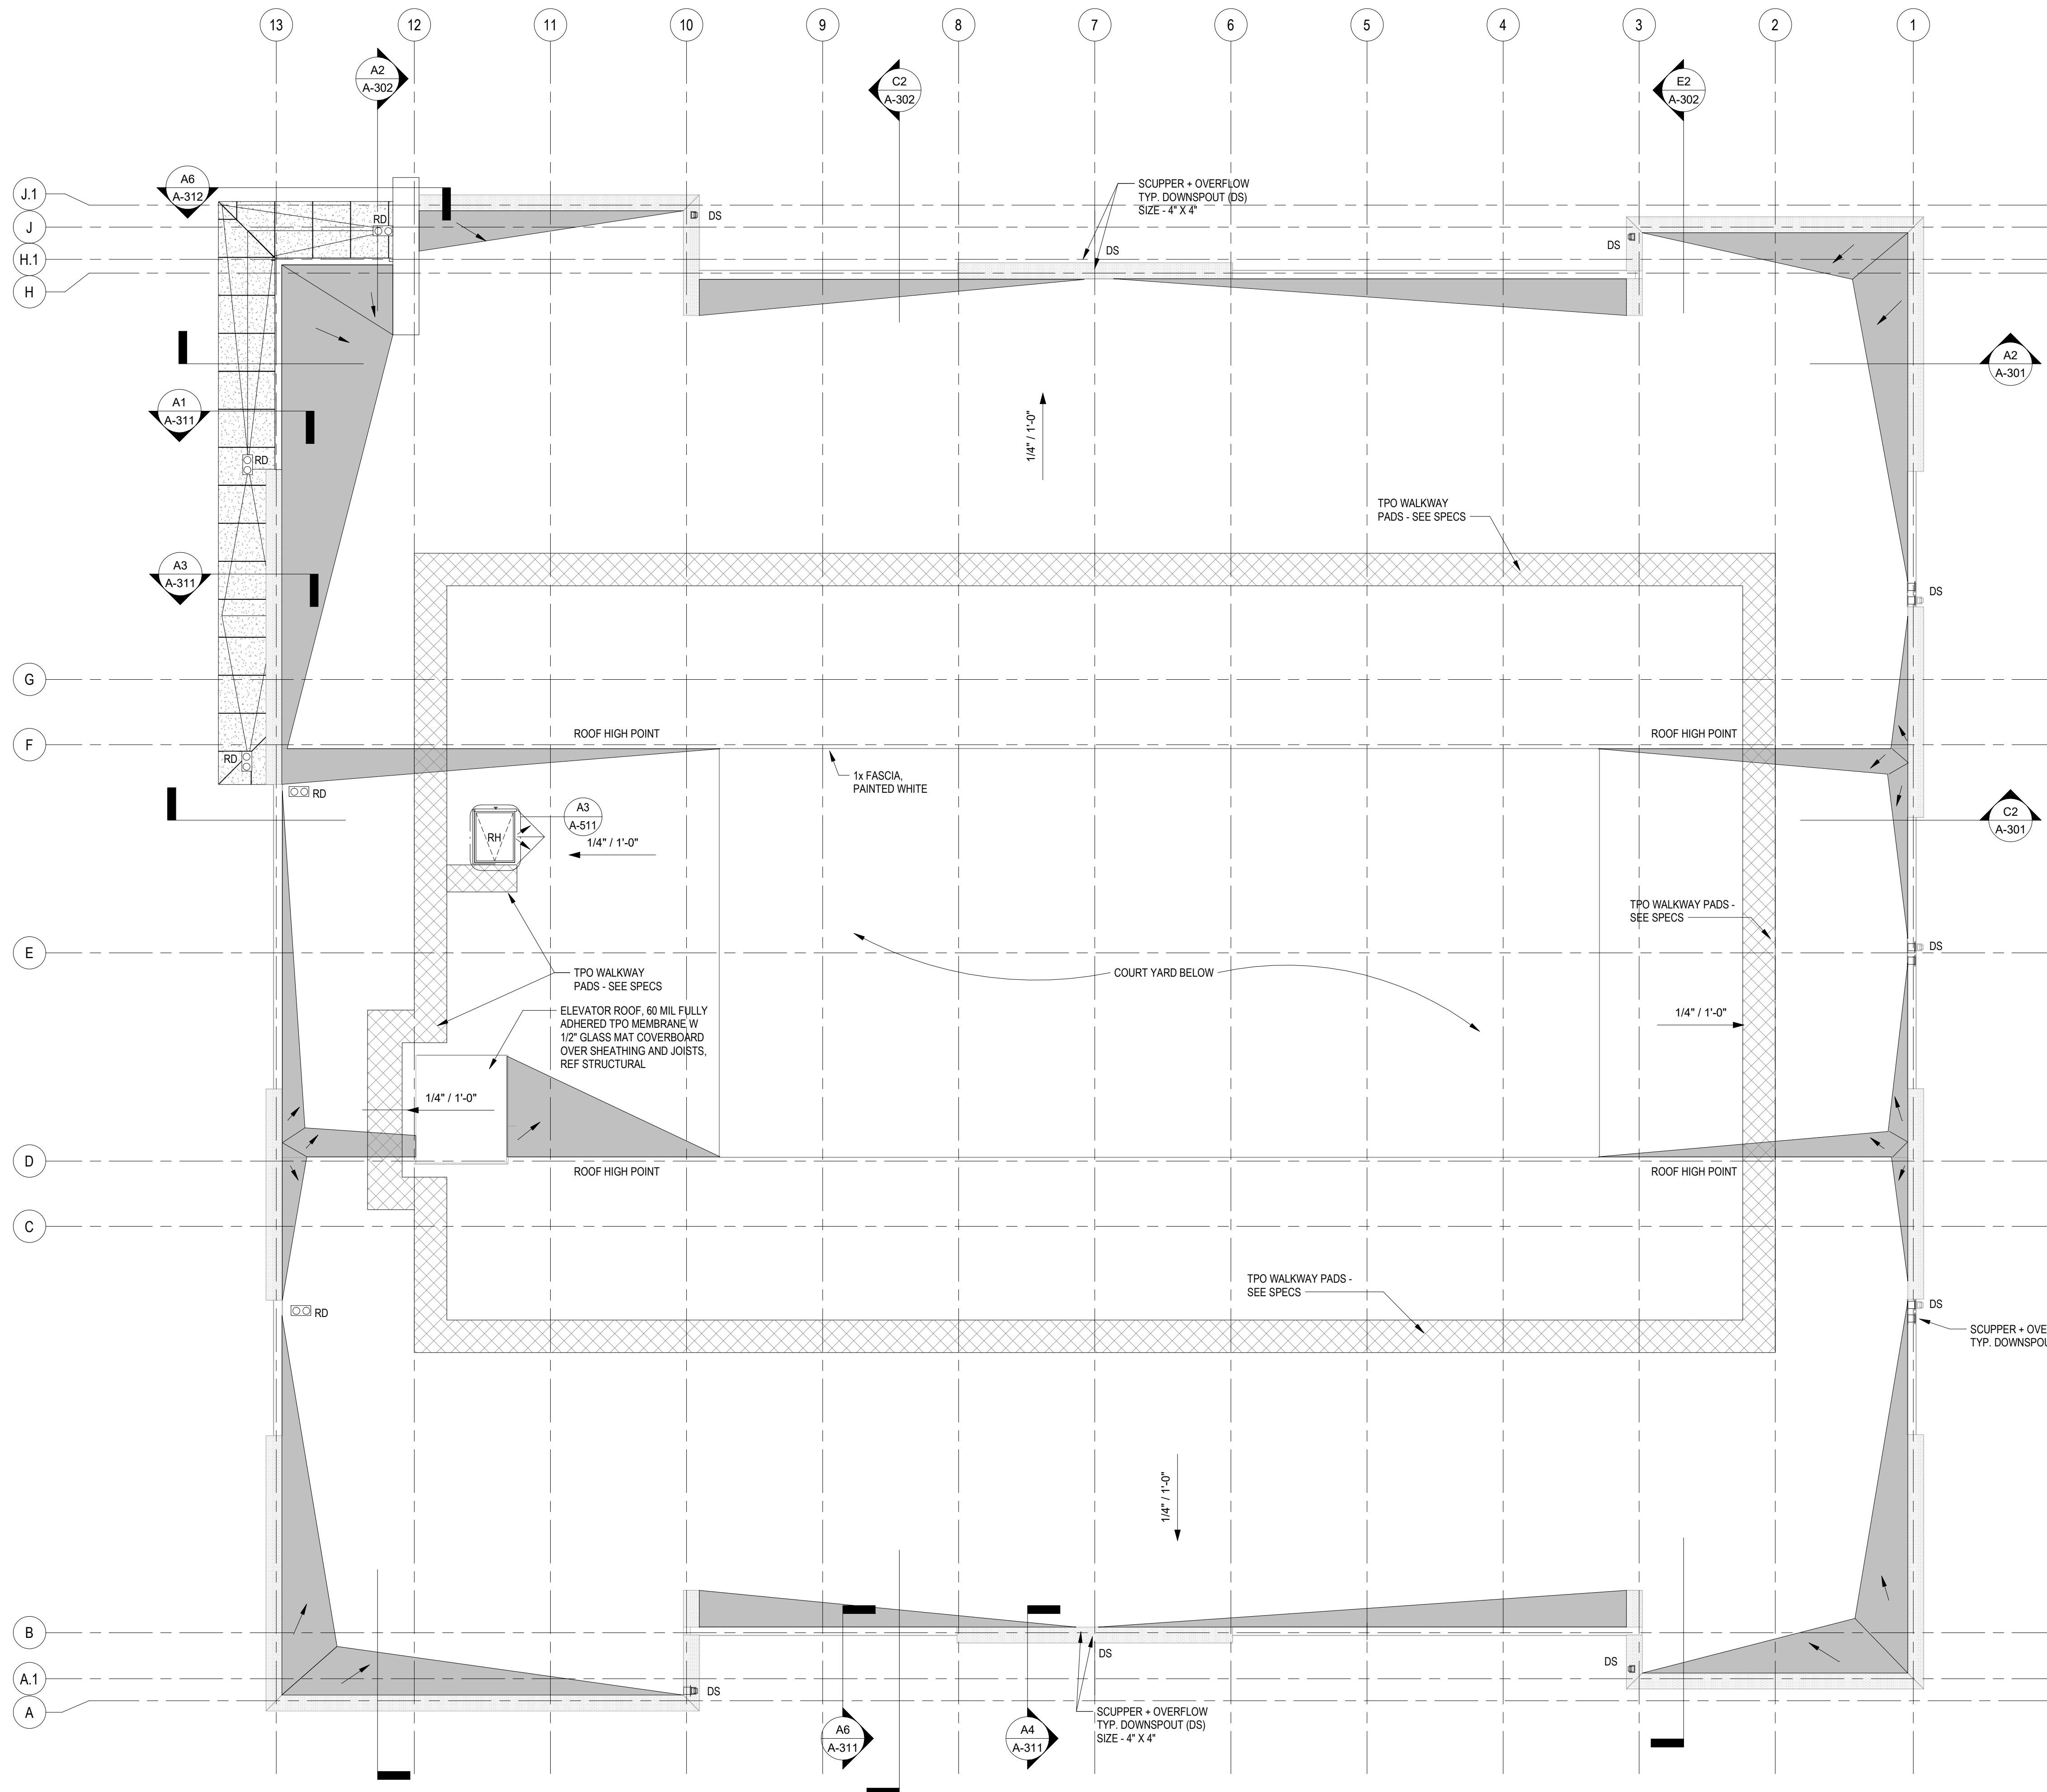 13
12
11
10
9
8
7
6
5
4
3
2
1
A2
A-302
C2
A-302
E2
A-302
J.1
J
H.1
H
A6
A-312
RD
DS
SCUPPER + OVERFLOW
TYP. DOWNSPOUT (DS)
SIZE - 4" X 4"
DS
DS
A2
A-301
A1
A-311
RD
1/4" / 1'-0"
TPO WALKWAY
PADS - SEE SPECS
A3
A-311
DS
G
F
ROOF HIGH POINT
ROOF HIGH POINT
RD
RD
1x FASCIA,
PAINTED WHITE
RH
A3
A-511
1/4" / 1'-0"
C2
A-301
TPO WALKWAY PADS -
SEE SPECS
E
DS
TPO WALKWAY
PADS - SEE SPECS
COURT YARD BELOW
ELEVATOR ROOF, 60 MIL FULLY
ADHERED TPO MEMBRANE W
1/2" GLASS MAT COVERBOARD
OVER SHEATHING AND JOISTS,
REF STRUCTURAL
1/4" / 1'-0"
1/4" / 1'-0"
D
ROOF HIGH POINT
ROOF HIGH POINT
C
TPO WALKWAY PADS -
SEE SPECS
RD
DS
SCUPPER + OVE
TYP. DOWNSPOU
1/4" / 1'-0"
B
A.1
A
DS
DS
DS
SCUPPER + OVERFLOW
TYP. DOWNSPOUT (DS)
SIZE - 4" X 4"
A6
A-311
A4
A-311